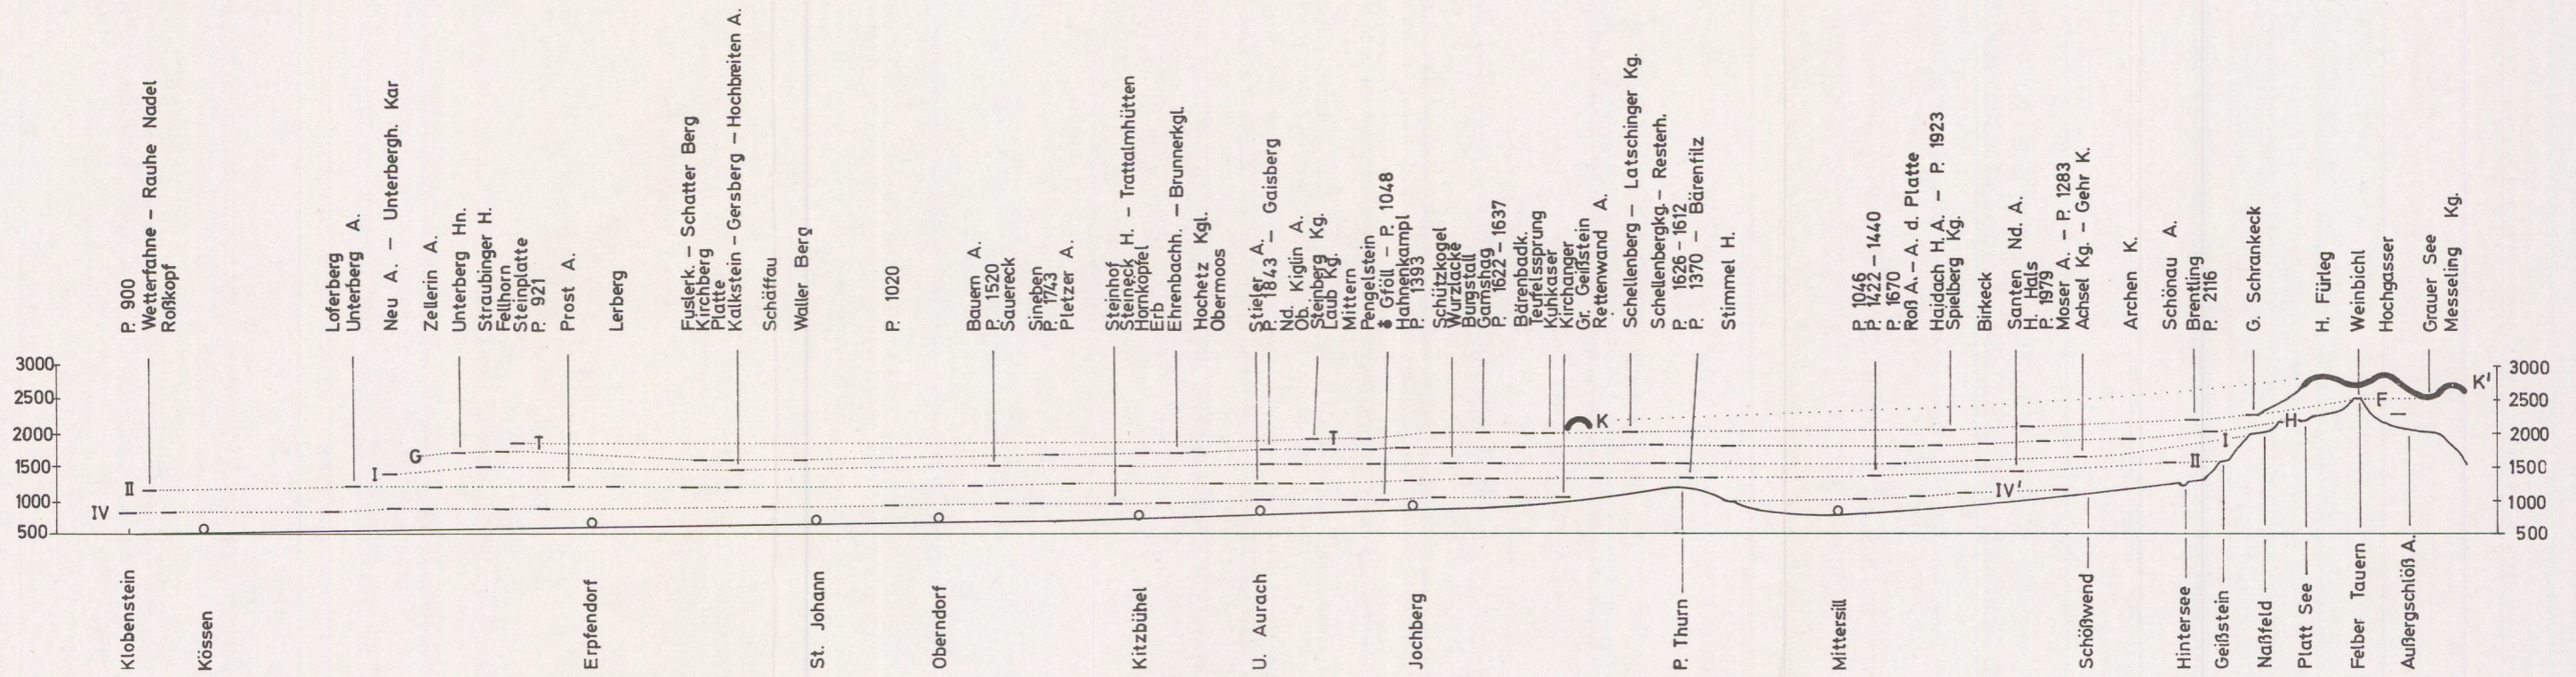 P. 900
Wetterfahne – Rauhe Nadel
Roßkopf
Loferberg
Unterberg A.
Neu A. – Unterbergh. Kar
Zellerin A.
Unterberg Hn.
Straubinger H.
Fellhorn
Steinplatte
P. 921
Prost A.
Lerberg
Fuslerk. – Schatter Berg
Kirchberg
Platte
Kalkstein – Gersberg – Hochbreiten A.
Schäffau
Waller Berg
P. 1020
Bauern A.
P. 1520
Sauereck
Sineben
P. 1743
Pletzer A.
Steinhof
Steineck H. – Trattalmhütten
Hornköpfel
Erb
Ehrenbachh. – Brunnerkgl.
Hochetz Kgl.
Obermoos
Stieler A.
P. 1843 – Gaisberg
Nd. Kiglin A.
Ob.
Steinberg Kg.
Laub Kg.
Mittern
Pengelstein
Gföll – P. 1048
Hahnenkampl
P. 1393
Schützkogel
Wurzlacke
Burgstall
Gamshag
P. 1622 – 1637
Bärenbadk.
Teufelssprung
Kuhkaser
Kirchanger
Gr. Geißstein
Rettenwand A.
Schellenberg – Latschinger Kg.
Schellenbergkg. – Resterh.
P. 1626 – 1612
P. 1370 – Bärenfilz
Stimmel H.
P. 1046
P. 1422 – 1440
P. 1670
Roß A. – A. d. Platte
Haidach H. A. – P. 1923
Spielberg Kg.
Birkeck
Santen Nd. A.
H. Hals
P. 1979
Moser A. – P. 1283
Achsel Kg. – Gehr K.
Archen K.
Schönau A.
Brentling
P. 2116
G. Schrankeck
H. Fürleg
Weinbichl
Hochgasser
Grauer See
Messeling Kg.
3000
2500
2000
1500
1000
500
II
IV
I
G
T
T
K
IV'
II
I
H
F
K'
3000
2500
2000
1500
1000
500
Klobenstein
Kössen
Erpfendorf
St. Johann
Oberndorf
Kitzbühel
U. Aurach
Jochberg
P. Thurn
Mittersill
Schößwend
Hintersee
Geißstein
Naßfeld
Platt See
Felber Tauern
Außergschlöß A.